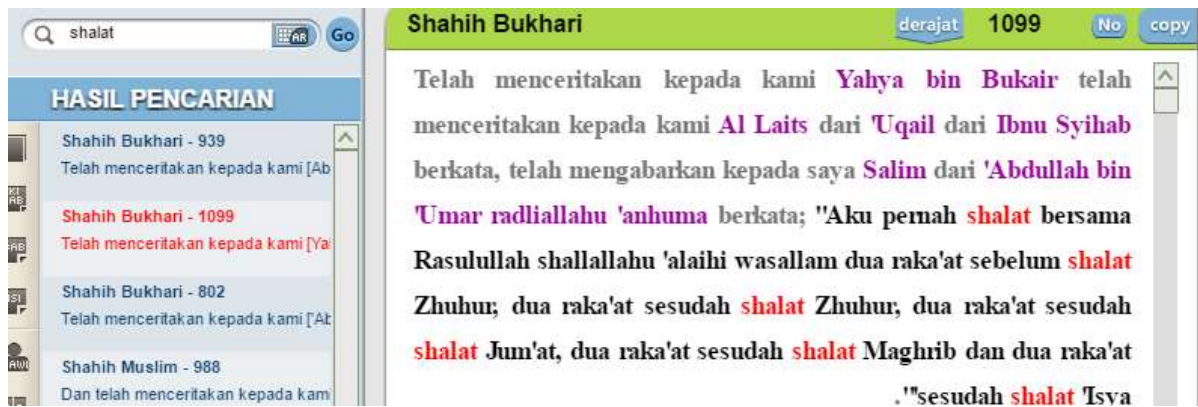 shalat
AR
Go
HASIL PENCARIAN
Shahih Bukhari - 939
Telah menceritakan kepada kami [Ab
Shahih Bukhari - 1099
Telah menceritakan kepada kami [Ya
Shahih Bukhari - 802
Telah menceritakan kepada kami ['Ab
Shahih Muslim - 988
Dan telah menceritakan kepada kam
Shahih Bukhari
derajat
1099
No
copy
Telah menceritakan kepada kami Yahya bin Bukair telah
menceritakan kepada kami Al Laits dari 'Uqail dari Ibnu Syihab
berkata, telah mengabarkan kepada saya Salim dari 'Abdullah bin
'Umar radliallahu 'anhuma berkata; "Aku pernah shalat bersama
Rasulullah shallallahu 'alaihi wasallam dua raka'at sebelum shalat
Zhuhur, dua raka'at sesudah shalat Zhuhur, dua raka'at sesudah
shalat Jum'at, dua raka'at sesudah shalat Maghrib dan dua raka'at
."'sesudah shalat 'Isya